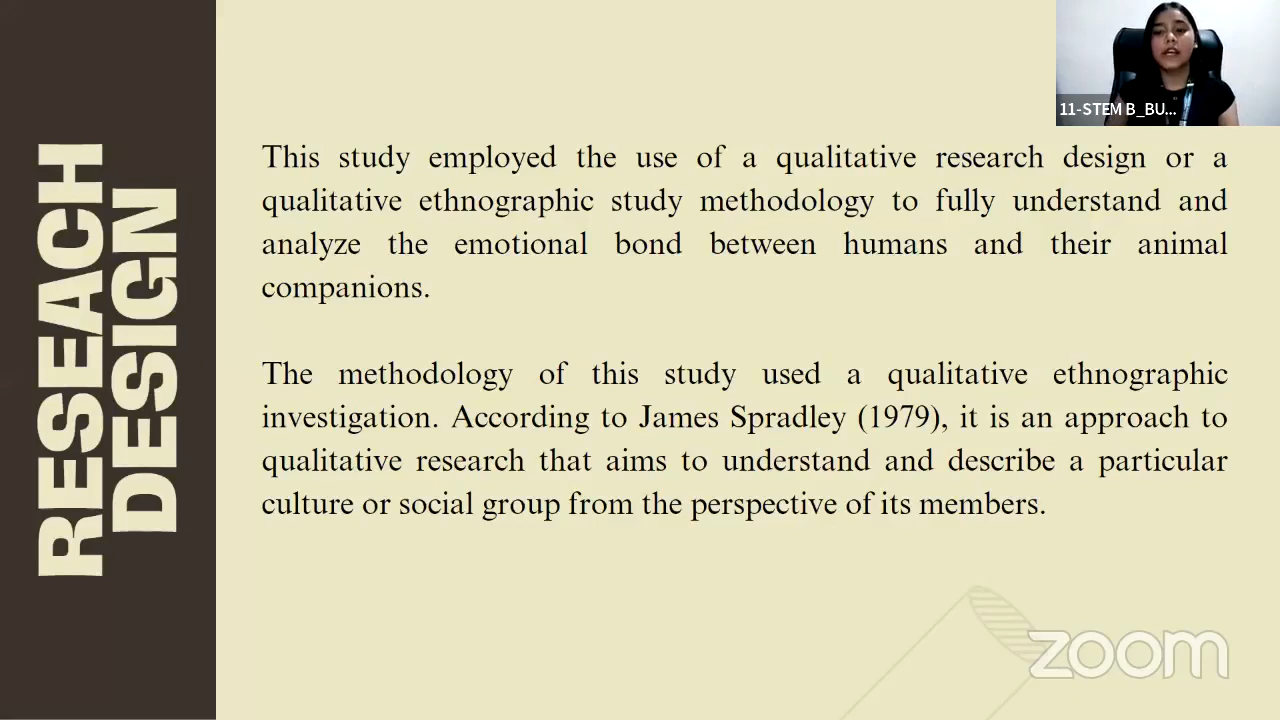 RESEACH
DESIGN
11-STEM B_BU...
This study employed the use of a qualitative research design or a
qualitative ethnographic study methodology to fully understand and
analyze the emotional bond between humans and their animal
companions.
The methodology of this study used a qualitative ethnographic
investigation. According to James Spradley (1979), it is an approach to
qualitative research that aims to understand and describe a particular
culture or social group from the perspective of its members.
zoom